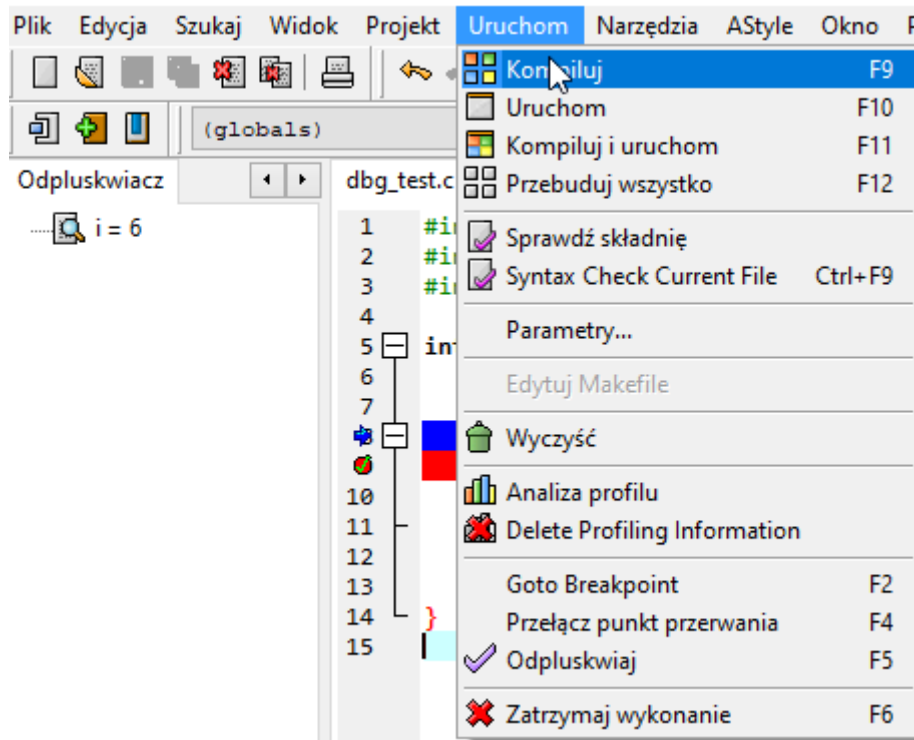 Plik Edycja Szukaj Widok Projekt Uruchom Narzędzia AStyle Okno
(globals)
Odpluskwiacz
i = 6
dbg_test.c
1 #i
2 #i
3 #i
4
5 in
6
7
10
11
12
13
14 }
15
Kompiluj F9
Uruchom F10
Kompiluj i uruchom F11
Przebuduj wszystko F12
Sprawdź składnię
Syntax Check Current File Ctrl+F9
Parametry...
Edytuj Makefile
Wyczyść
Analiza profilu
Delete Profiling Information
Goto Breakpoint F2
Przełącz punkt przerwania F4
Odpluskwiaj F5
Zatrzymaj wykonanie F6